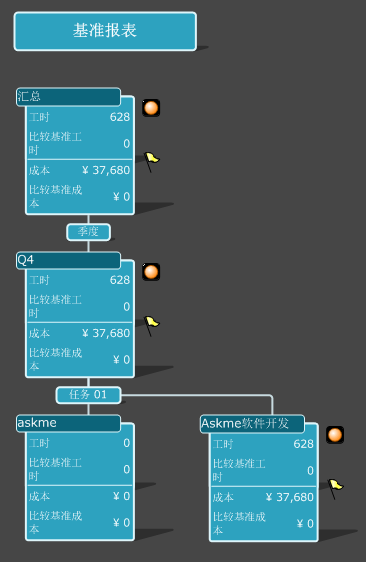 基准报表
汇总
工时 628
比较基准工
时 0
成本 ¥ 37,680
比较基准成
本 ¥ 0
季度
Q4
工时 628
比较基准工
时 0
成本 ¥ 37,680
比较基准成
本 ¥ 0
任务 01
askme
工时 0
比较基准工
时 0
成本 ¥ 0
比较基准成
本 ¥ 0
Askme软件开发
工时 628
比较基准工
时 0
成本 ¥ 37,680
比较基准成
本 ¥ 0